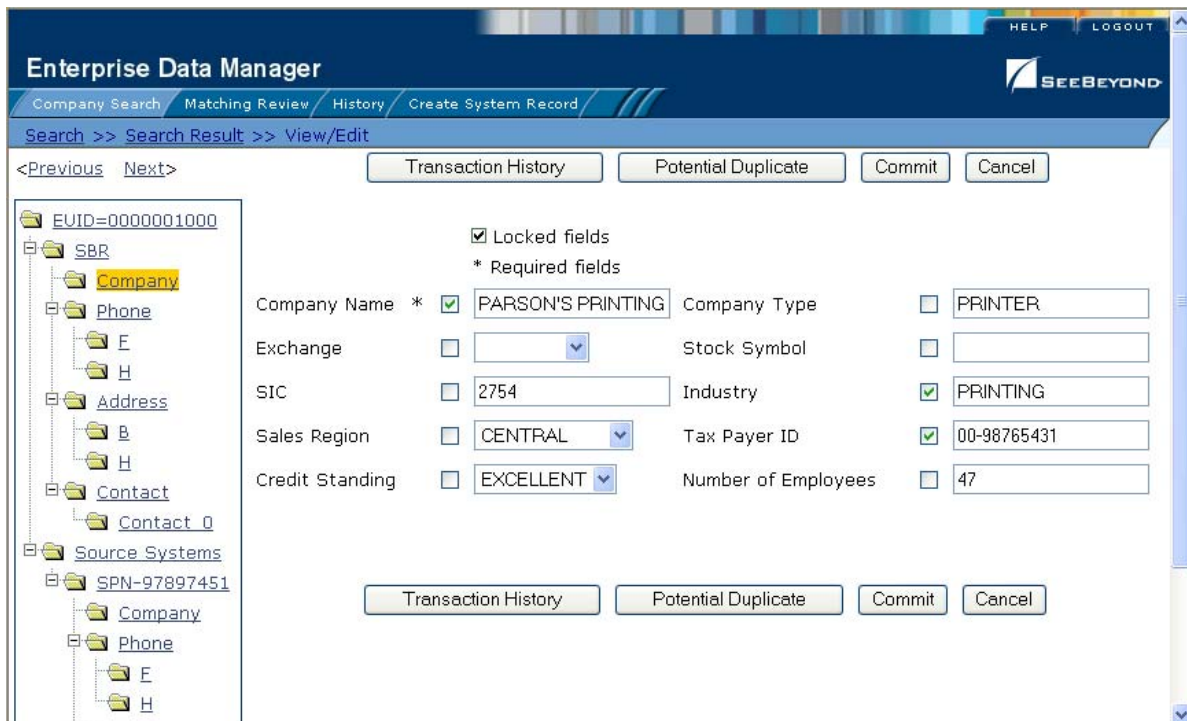 HELP LOGOUT
Enterprise Data Manager
SEEBEYOND
Company Search Matching Review History Create System Record
Search >> Search Result >> View/Edit
<Previous Next> Transaction History Potential Duplicate Commit Cancel
EUID=0000001000
SBR
Company
Phone
F
H
Address
B
H
Contact
Contact_0
Source Systems
SPN-97897451
Company
Phone
F
H
Locked fields
* Required fields
Company Name * PARSON'S PRINTING Company Type PRINTER
Exchange Stock Symbol
SIC 2754 Industry PRINTING
Sales Region CENTRAL Tax Payer ID 00-98765431
Credit Standing EXCELLENT Number of Employees 47
Transaction History Potential Duplicate Commit Cancel